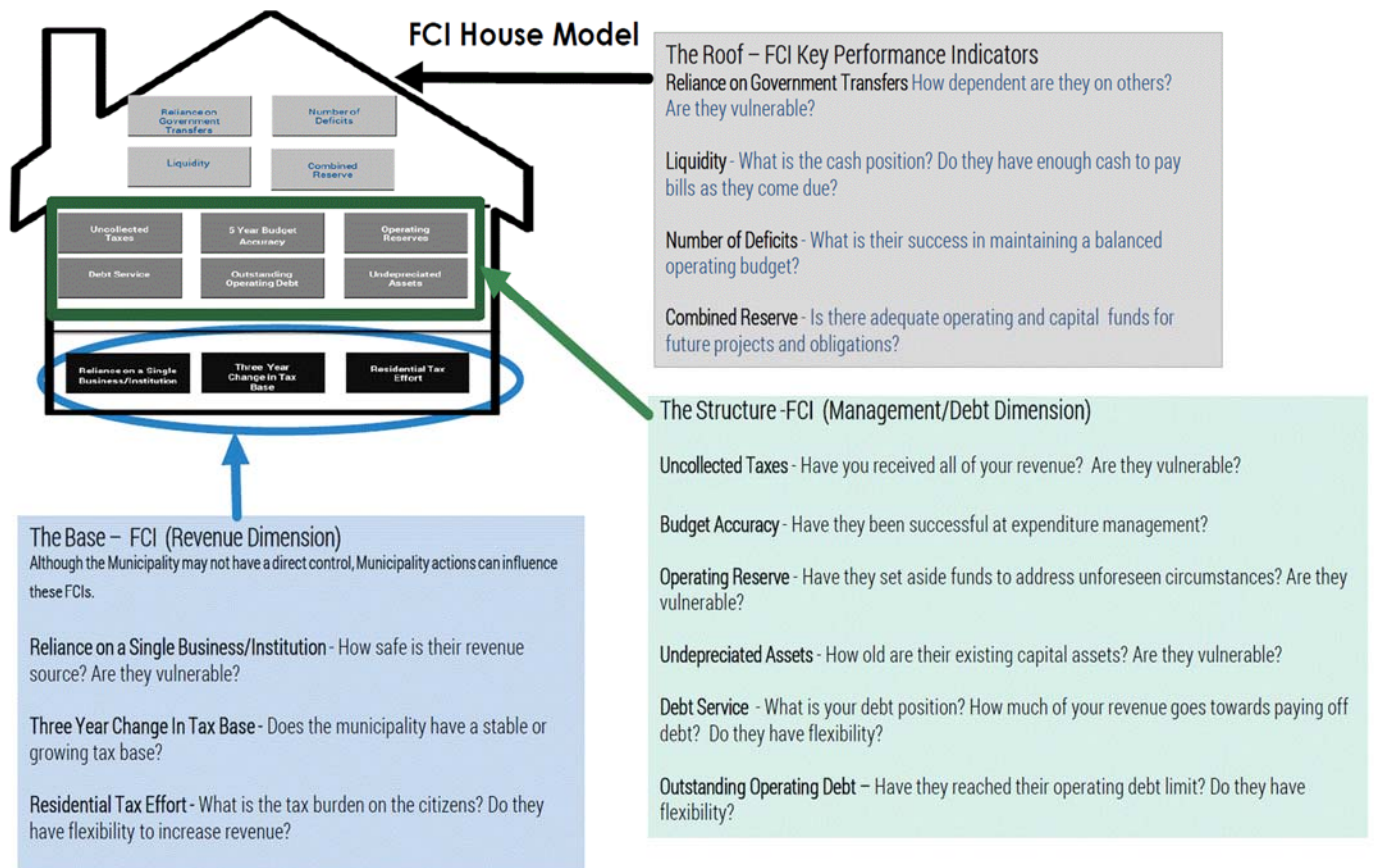 FCI House Model
Reliance on
Government
Transfers
Number of
Deficits
Liquidity
Combined
Reserve
Uncollected
Taxes
5 Year Budget
Accuracy
Operating
Reserves
Debt Service
Outstanding
Operating Debt
Undepreciated
Assets
Reliance on a Single
Business/Institution
Three Year
Change in Tax
Base
Residential Tax
Effort
The Roof – FCI Key Performance Indicators
Reliance on Government Transfers How dependent are they on others?
Are they vulnerable?
Liquidity - What is the cash position? Do they have enough cash to pay
bills as they come due?
Number of Deficits - What is their success in maintaining a balanced
operating budget?
Combined Reserve - Is there adequate operating and capital funds for
future projects and obligations?
The Structure -FCI (Management/Debt Dimension)
Uncollected Taxes - Have you received all of your revenue? Are they vulnerable?
Budget Accuracy - Have they been successful at expenditure management?
Operating Reserve - Have they set aside funds to address unforeseen circumstances? Are they
vulnerable?
Undepreciated Assets - How old are their existing capital assets? Are they vulnerable?
Debt Service - What is your debt position? How much of your revenue goes towards paying off
debt? Do they have flexibility?
Outstanding Operating Debt – Have they reached their operating debt limit? Do they have
flexibility?
The Base – FCI (Revenue Dimension)
Although the Municipality may not have a direct control, Municipality actions can influence
these FCIs.
Reliance on a Single Business/Institution - How safe is their revenue
source? Are they vulnerable?
Three Year Change In Tax Base - Does the municipality have a stable or
growing tax base?
Residential Tax Effort - What is the tax burden on the citizens? Do they
have flexibility to increase revenue?